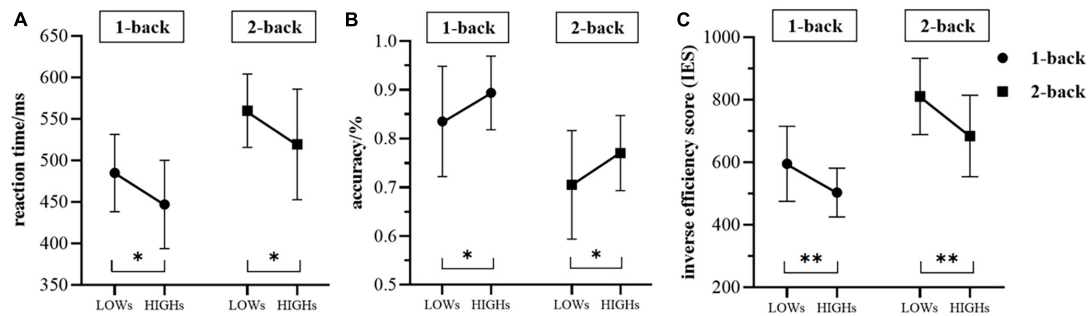 A
1-back
2-back
reaction time/ms
650
600
550
500
450
400
350
*
*
LOWs HIGHs LOWs HIGHs
B
1-back
2-back
accuracy/%
1.0
0.9
0.8
0.7
0.6
0.5
*
*
LOWs HIGHs LOWs HIGHs
C
1-back
2-back
inverse efficiency score (IES)
1000
800
600
400
200
**
**
LOWs HIGHs LOWs HIGHs
1-back
2-back